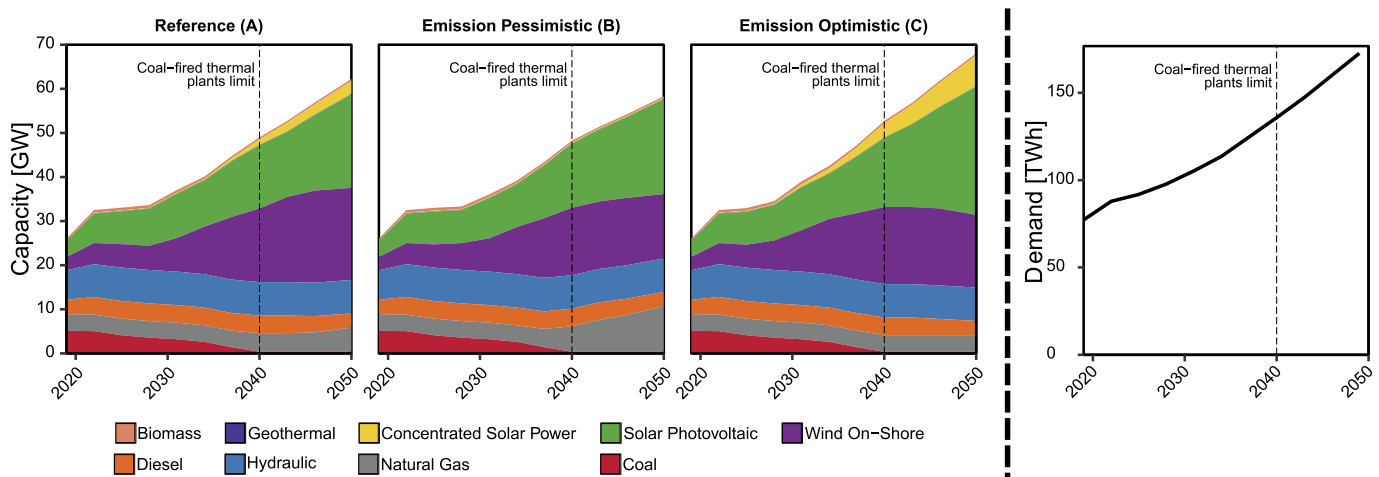 Reference (A)
Emission Pessimistic (B)
Emission Optimistic (C)
Capacity [GW]
70
60
50
40
30
20
10
0
Coal−fired thermal
plants limit
2020
2030
2040
2050
Coal−fired thermal
plants limit
2020
2030
2040
2050
Coal−fired thermal
plants limit
2020
2030
2040
2050
Demand [TWh]
150
100
50
0
Coal−fired thermal
plants limit
2020
2030
2040
2050
Biomass
Geothermal
Concentrated Solar Power
Solar Photovoltaic
Wind On−Shore
Diesel
Hydraulic
Natural Gas
Coal